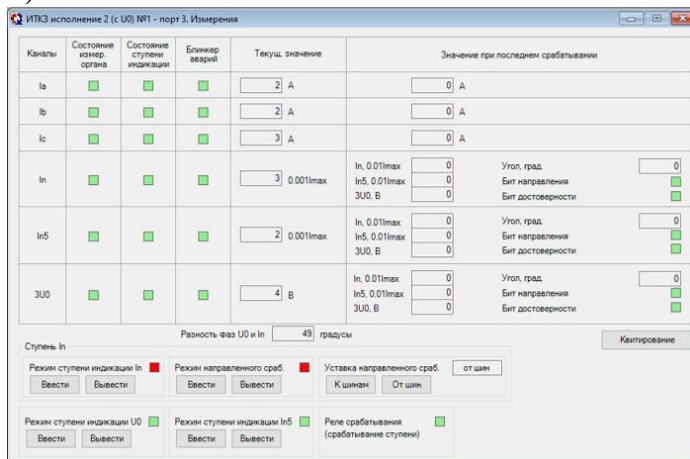 ИТКЗ исполнение 2 (с U0) №1 - порт 3. Измерения
Каналы Состояние измер. органа Состояние ступени индикации Блинкер аварий Текущ. значение Значение при последнем срабатывании
Ia 2 А 0 А
Ib 2 А 0 А
Ic 3 А 0 А
In, 0.01Imax 0 Угол, град. 0
In 3 0.001Imax In5, 0.01Imax 0 Бит направления
3U0, В 0 Бит достоверности
In, 0.01Imax 0 Угол, град. 0
In5 2 0.001Imax In5, 0.01Imax 0 Бит направления
3U0, В 0 Бит достоверности
In, 0.01Imax 0 Угол, град. 0
3U0 4 В In5, 0.01Imax 0 Бит направления
3U0, В 0 Бит достоверности
Разность фаз U0 и In 49 градусы
Квитирование
Ступень In
Режим ступени индикации In Режим направленного сраб. Уставка направленного сраб. от шин
Ввести Вывести Ввести Вывести К шинам От шин
Режим ступени индикации U0 Режим ступени индикации In5 Реле срабатывания
(срабатывание ступени)
Ввести Вывести Ввести Вывести